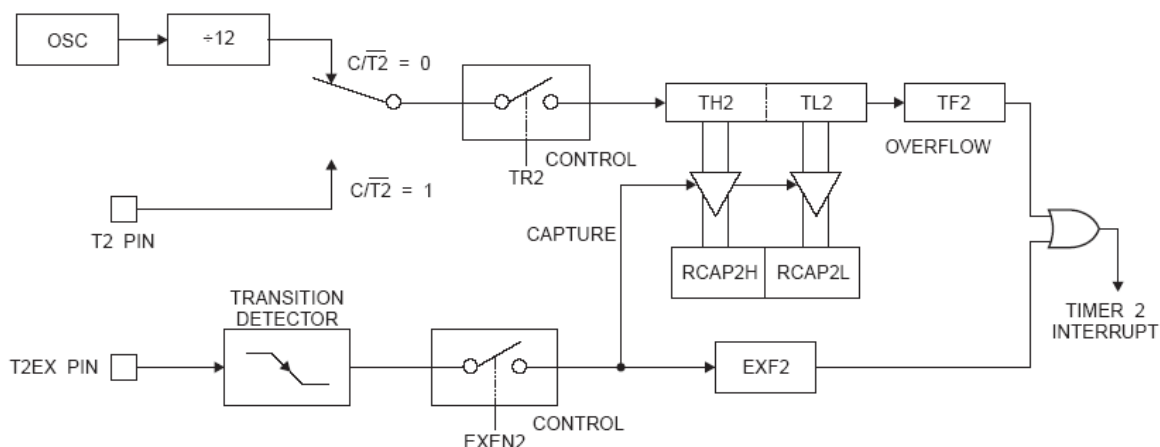 OSC
÷12
C/T2̅ = 0
TH2
TL2
TF2
CONTROL
OVERFLOW
TR2
C/T2̅ = 1
T2 PIN
CAPTURE
RCAP2H
RCAP2L
TRANSITION
DETECTOR
TIMER 2
INTERRUPT
T2EX PIN
EXF2
CONTROL
EXEN2